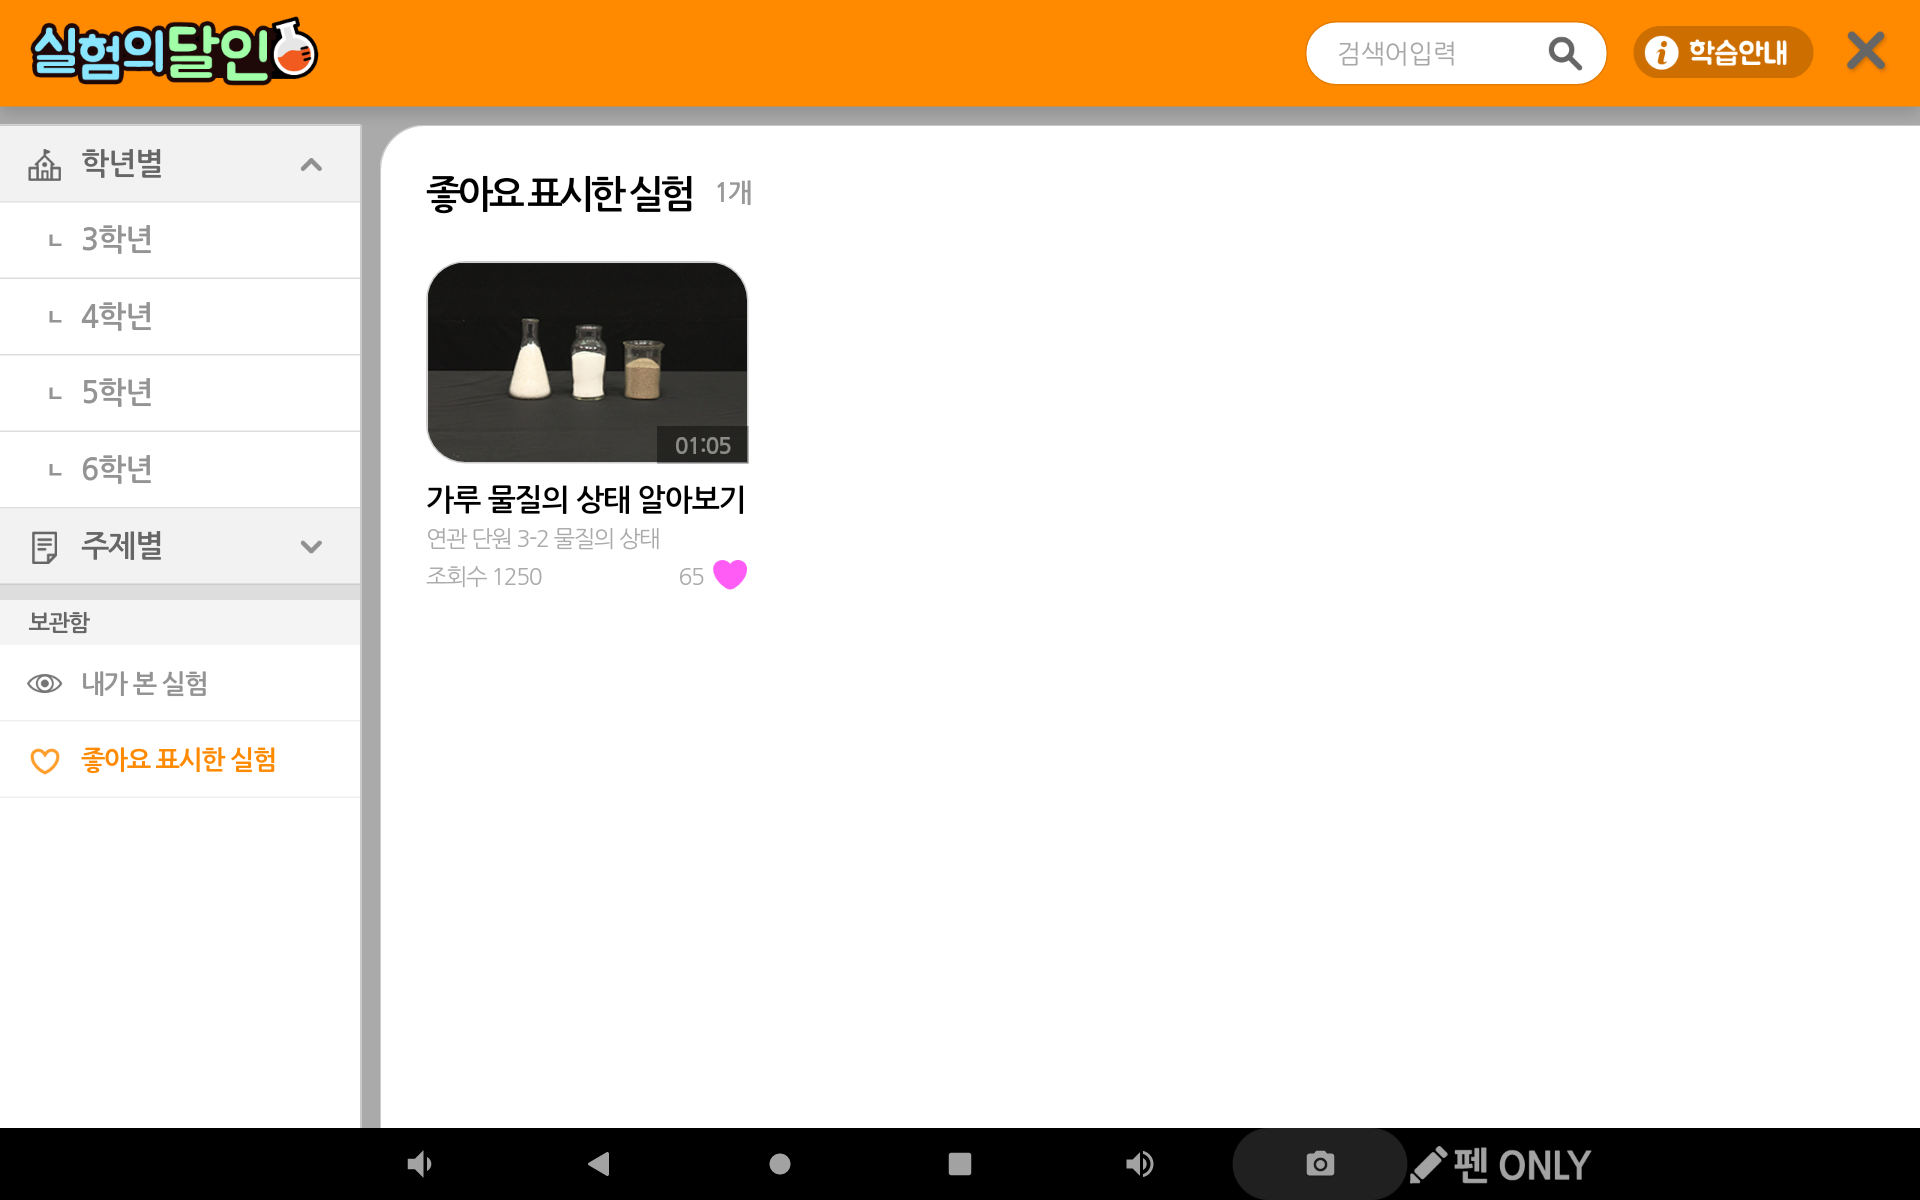 실험의달인
검색어입력
학습안내
학년별
3학년
4학년
5학년
6학년
주제별
보관함
내가 본 실험
좋아요 표시한 실험
좋아요 표시한 실험 1개
01:05
가루 물질의 상태 알아보기
연관 단원 3-2 물질의 상태
조회수 1250 65
펜 ONLY